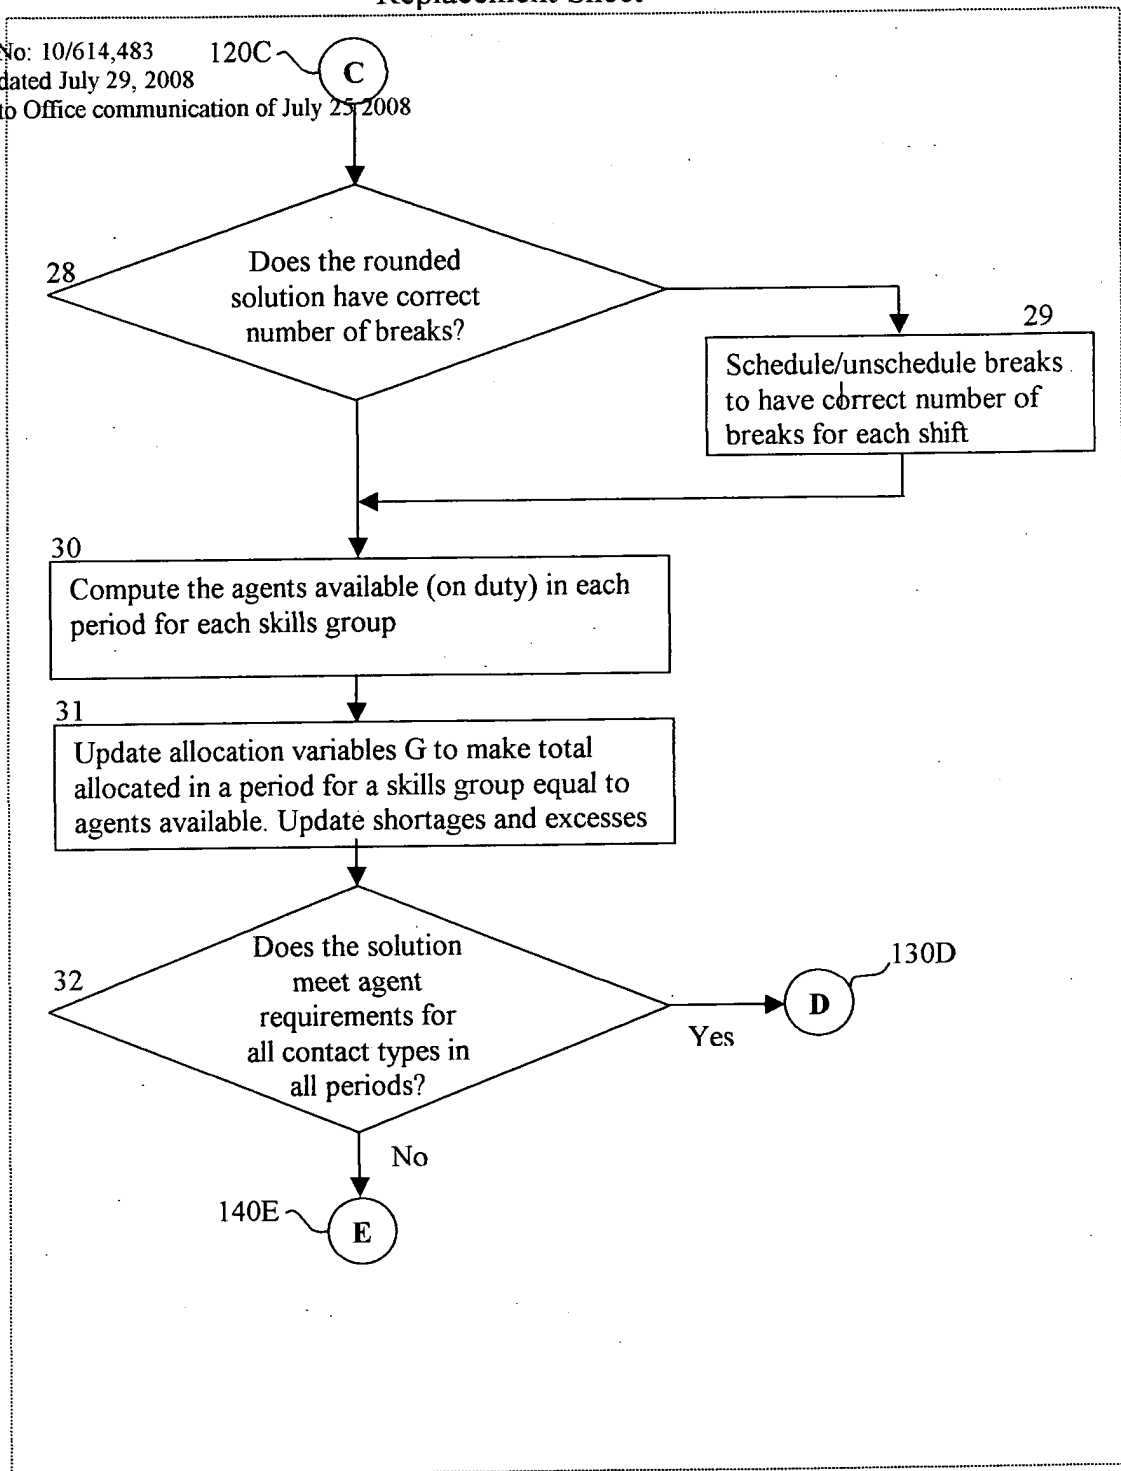 Replacement Sheet
No: 10/614,483
120C
C
dated July 29, 2008
to Office communication of July 25 2008
28
Does the rounded
solution have correct
number of breaks?
29
Schedule/unschedule breaks
to have correct number of
breaks for each shift
30
Compute the agents available (on duty) in each
period for each skills group
31
Update allocation variables G to make total
allocated in a period for a skills group equal to
agents available. Update shortages and excesses
32
Does the solution
meet agent
requirements for
all contact types in
all periods?
Yes
130D
D
No
140E
E